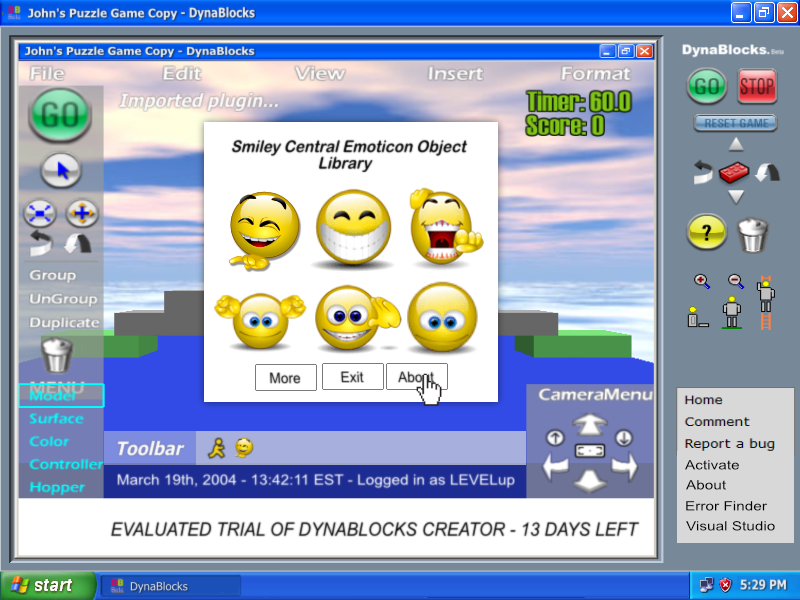 John's Puzzle Game Copy - DynaBlocks
John's Puzzle Game Copy - DynaBlocks
File Edit View Insert Format
GO
Imported plugin...
Timer: 60.0
Score: 0
Smiley Central Emoticon Object
Library
Group
UnGroup
Duplicate
MENU
Model
Surface
Color
Controller
Hopper
More Exit About
CameraMenu
Toolbar
March 19th, 2004 - 13:42:11 EST - Logged in as LEVELup
EVALUATED TRIAL OF DYNABLOCKS CREATOR - 13 DAYS LEFT
DynaBlocks. Beta
GO STOP
RESET GAME
?
Home
Comment
Report a bug
Activate
About
Error Finder
Visual Studio
start DynaBlocks 5:29 PM